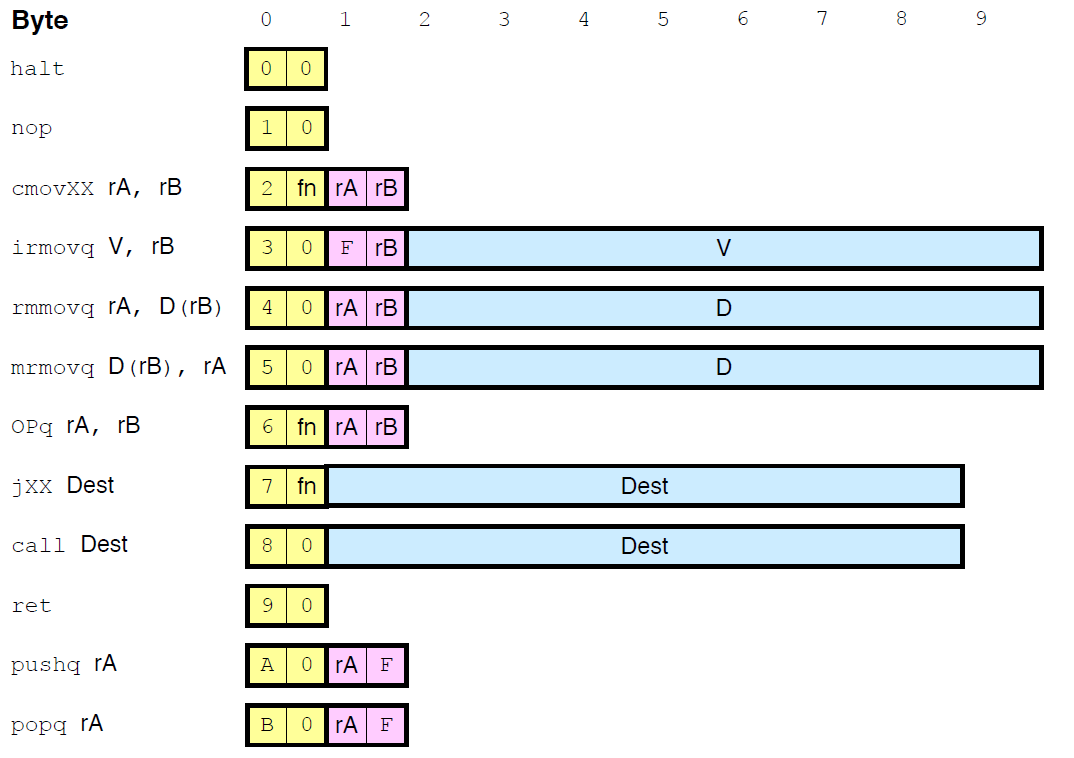 Byte 0 1 2 3 4 5 6 7 8 9
halt 0 0
nop 1 0
cmovXX rA, rB 2 fn rA rB
irmovq V, rB 3 0 F rB V
rmmovq rA, D(rB) 4 0 rA rB D
mrmovq D(rB), rA 5 0 rA rB D
OPq rA, rB 6 fn rA rB
jXX Dest 7 fn Dest
call Dest 8 0 Dest
ret 9 0
pushq rA A 0 rA F
popq rA B 0 rA F